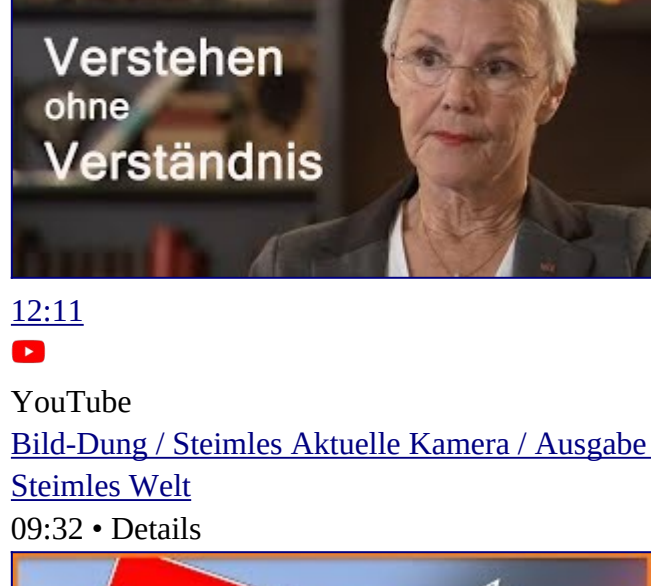 Verstehen
ohne
Verständnis
12:11
YouTube
Bild-Dung / Steimles Aktuelle Kamera / Ausgabe
Steimles Welt
09:32 • Details